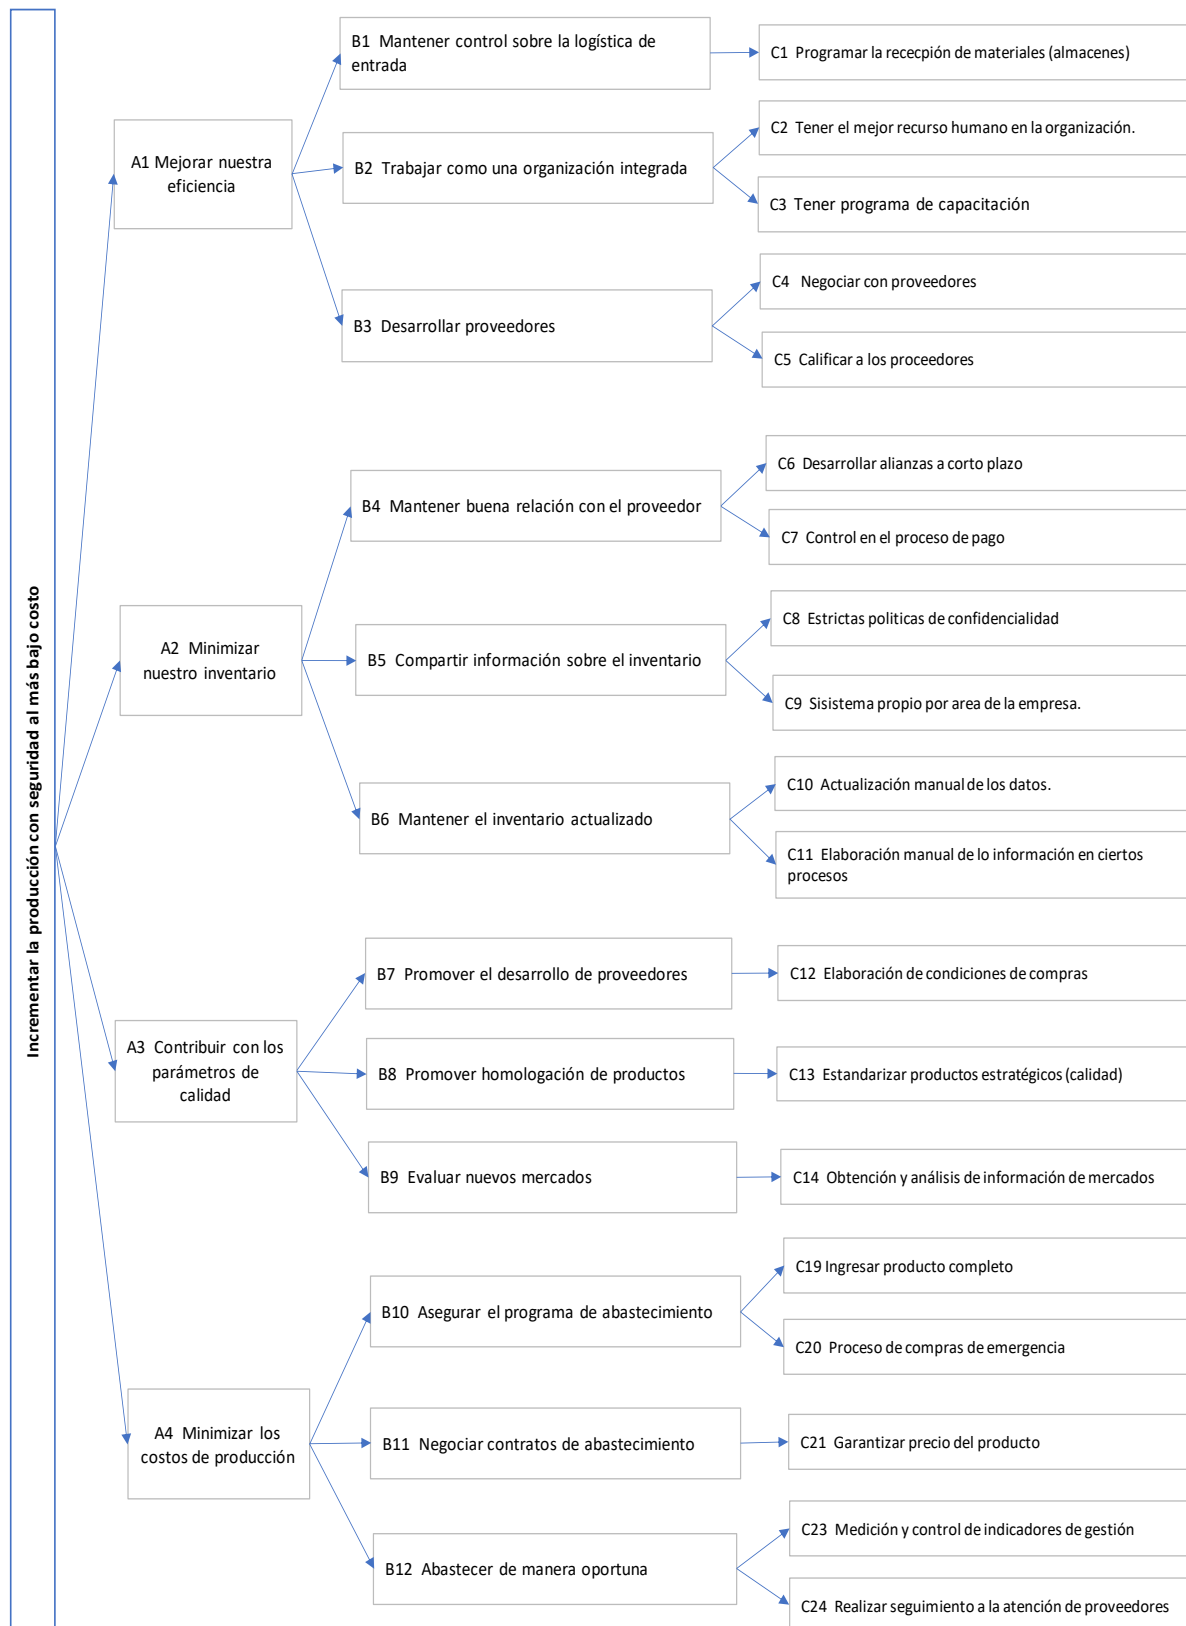 Incrementar la producción con seguridad al más bajo costo
A1 Mejorar nuestra
eficiencia
B1 Mantener control sobre la logística de
entrada
C1 Programar la rececpión de materiales (almacenes)
B2 Trabajar como una organización integrada
C2 Tener el mejor recurso humano en la organización.
C3 Tener programa de capacitación
B3 Desarrollar proveedores
C4 Negociar con proveedores
C5 Calificar a los proceedores
A2 Minimizar
nuestro inventario
B4 Mantener buena relación con el proveedor
C6 Desarrollar alianzas a corto plazo
C7 Control en el proceso de pago
B5 Compartir información sobre el inventario
C8 Estrictas politicas de confidencialidad
C9 Sisistema propio por area de la empresa.
B6 Mantener el inventario actualizado
C10 Actualización manual de los datos.
C11 Elaboración manual de lo información en ciertos
procesos
A3 Contribuir con los
parámetros de
calidad
B7 Promover el desarrollo de proveedores
C12 Elaboración de condiciones de compras
B8 Promover homologación de productos
C13 Estandarizar productos estratégicos (calidad)
B9 Evaluar nuevos mercados
C14 Obtención y análisis de información de mercados
A4 Minimizar los
costos de producción
B10 Asegurar el programa de abastecimiento
C19 Ingresar producto completo
C20 Proceso de compras de emergencia
B11 Negociar contratos de abastecimiento
C21 Garantizar precio del producto
B12 Abastecer de manera oportuna
C23 Medición y control de indicadores de gestión
C24 Realizar seguimiento a la atención de proveedores